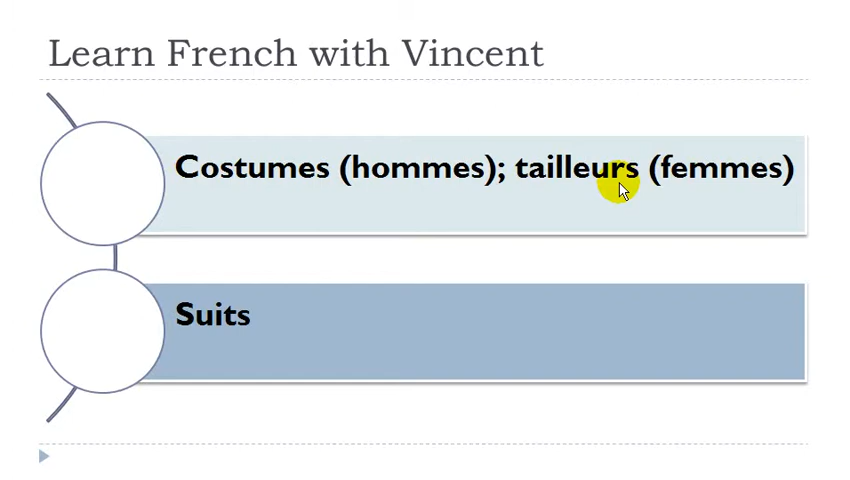 Learn French with Vincent
Costumes (hommes); tailleurs (femmes)
Suits